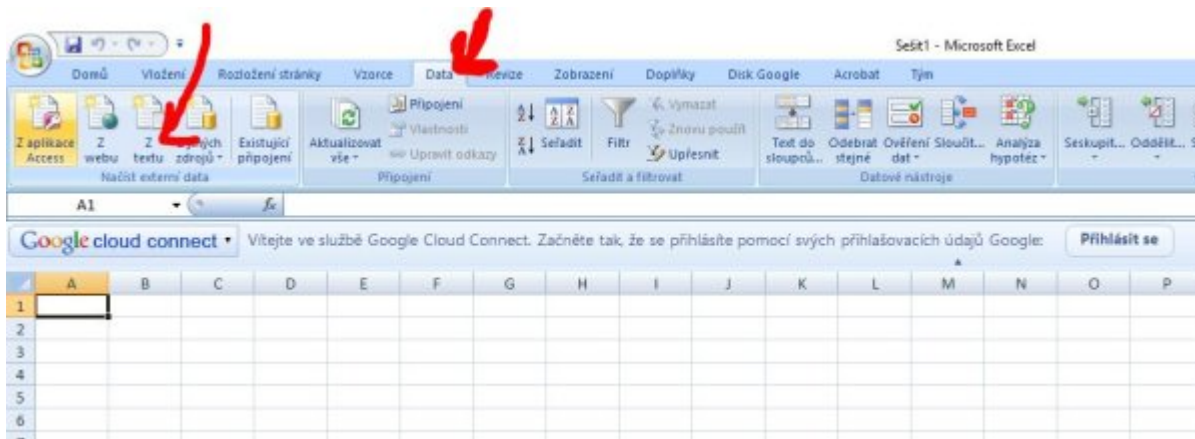 Sešit1 - Microsoft Excel
Domů Vložení Rozložení stránky Vzorce Data Revize Zobrazení Doplňky Disk Google Acrobat Tým
Z aplikace Access
Z webu
Z textu
zdrojů
Existující připojení
Načíst externí data
Aktualizovat vše
Připojení
Vlastnosti
Upravit odkazy
Připojení
Seřadit
Filtr
Vymazat
Znovu použít
Upřesnit
Seřadit a filtrovat
Text do sloupců...
Odebrat stejné
Ověření dat
Sloučit...
Analýza hypotéz
Datové nástroje
Seskupit...
Oddělit...
A1 fx
Google cloud connect Vítejte ve službě Google Cloud Connect. Začněte tak, že se přihlásíte pomocí svých přihlašovacích údajů Google: Přihlásit se
A B C D E F G H I J K L M N O P
1
2
3
4
5
6